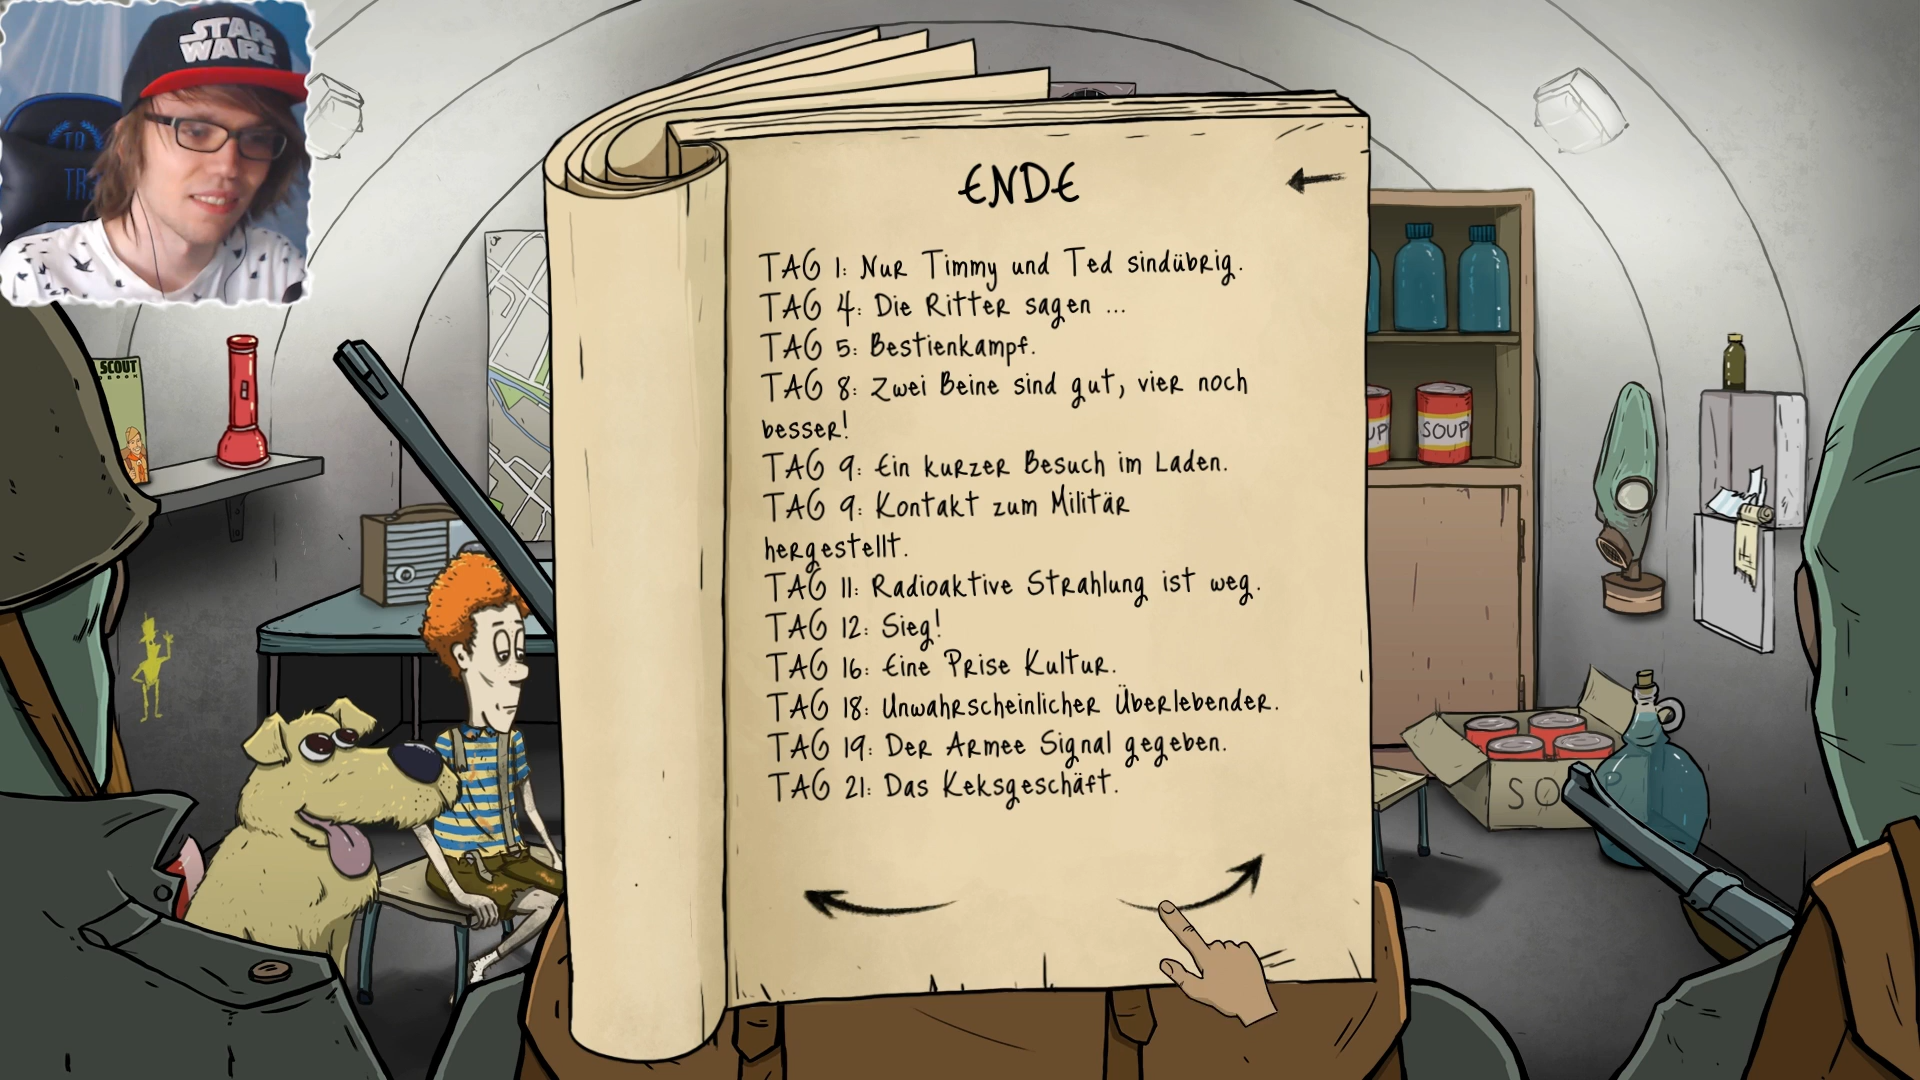 STAR
WARS
ENDE
TAG 1: Nur Timmy und Ted sindübrig.
TAG 4: Die Ritter sagen ...
TAG 5: Bestienkampf.
TAG 8: Zwei Beine sind gut, vier noch
besser!
TAG 9: Ein kurzer Besuch im Laden.
TAG 9: Kontakt zum Militär
hergestellt.
TAG 11: Radioaktive Strahlung ist weg.
TAG 12: Sieg!
TAG 16: Eine Prise Kultur.
TAG 18: Unwahrscheinlicher Überlebender.
TAG 19: Der Armee Signal gegeben.
TAG 21: Das Keksgeschäft.
SCOUT
UP
SOUP
SO